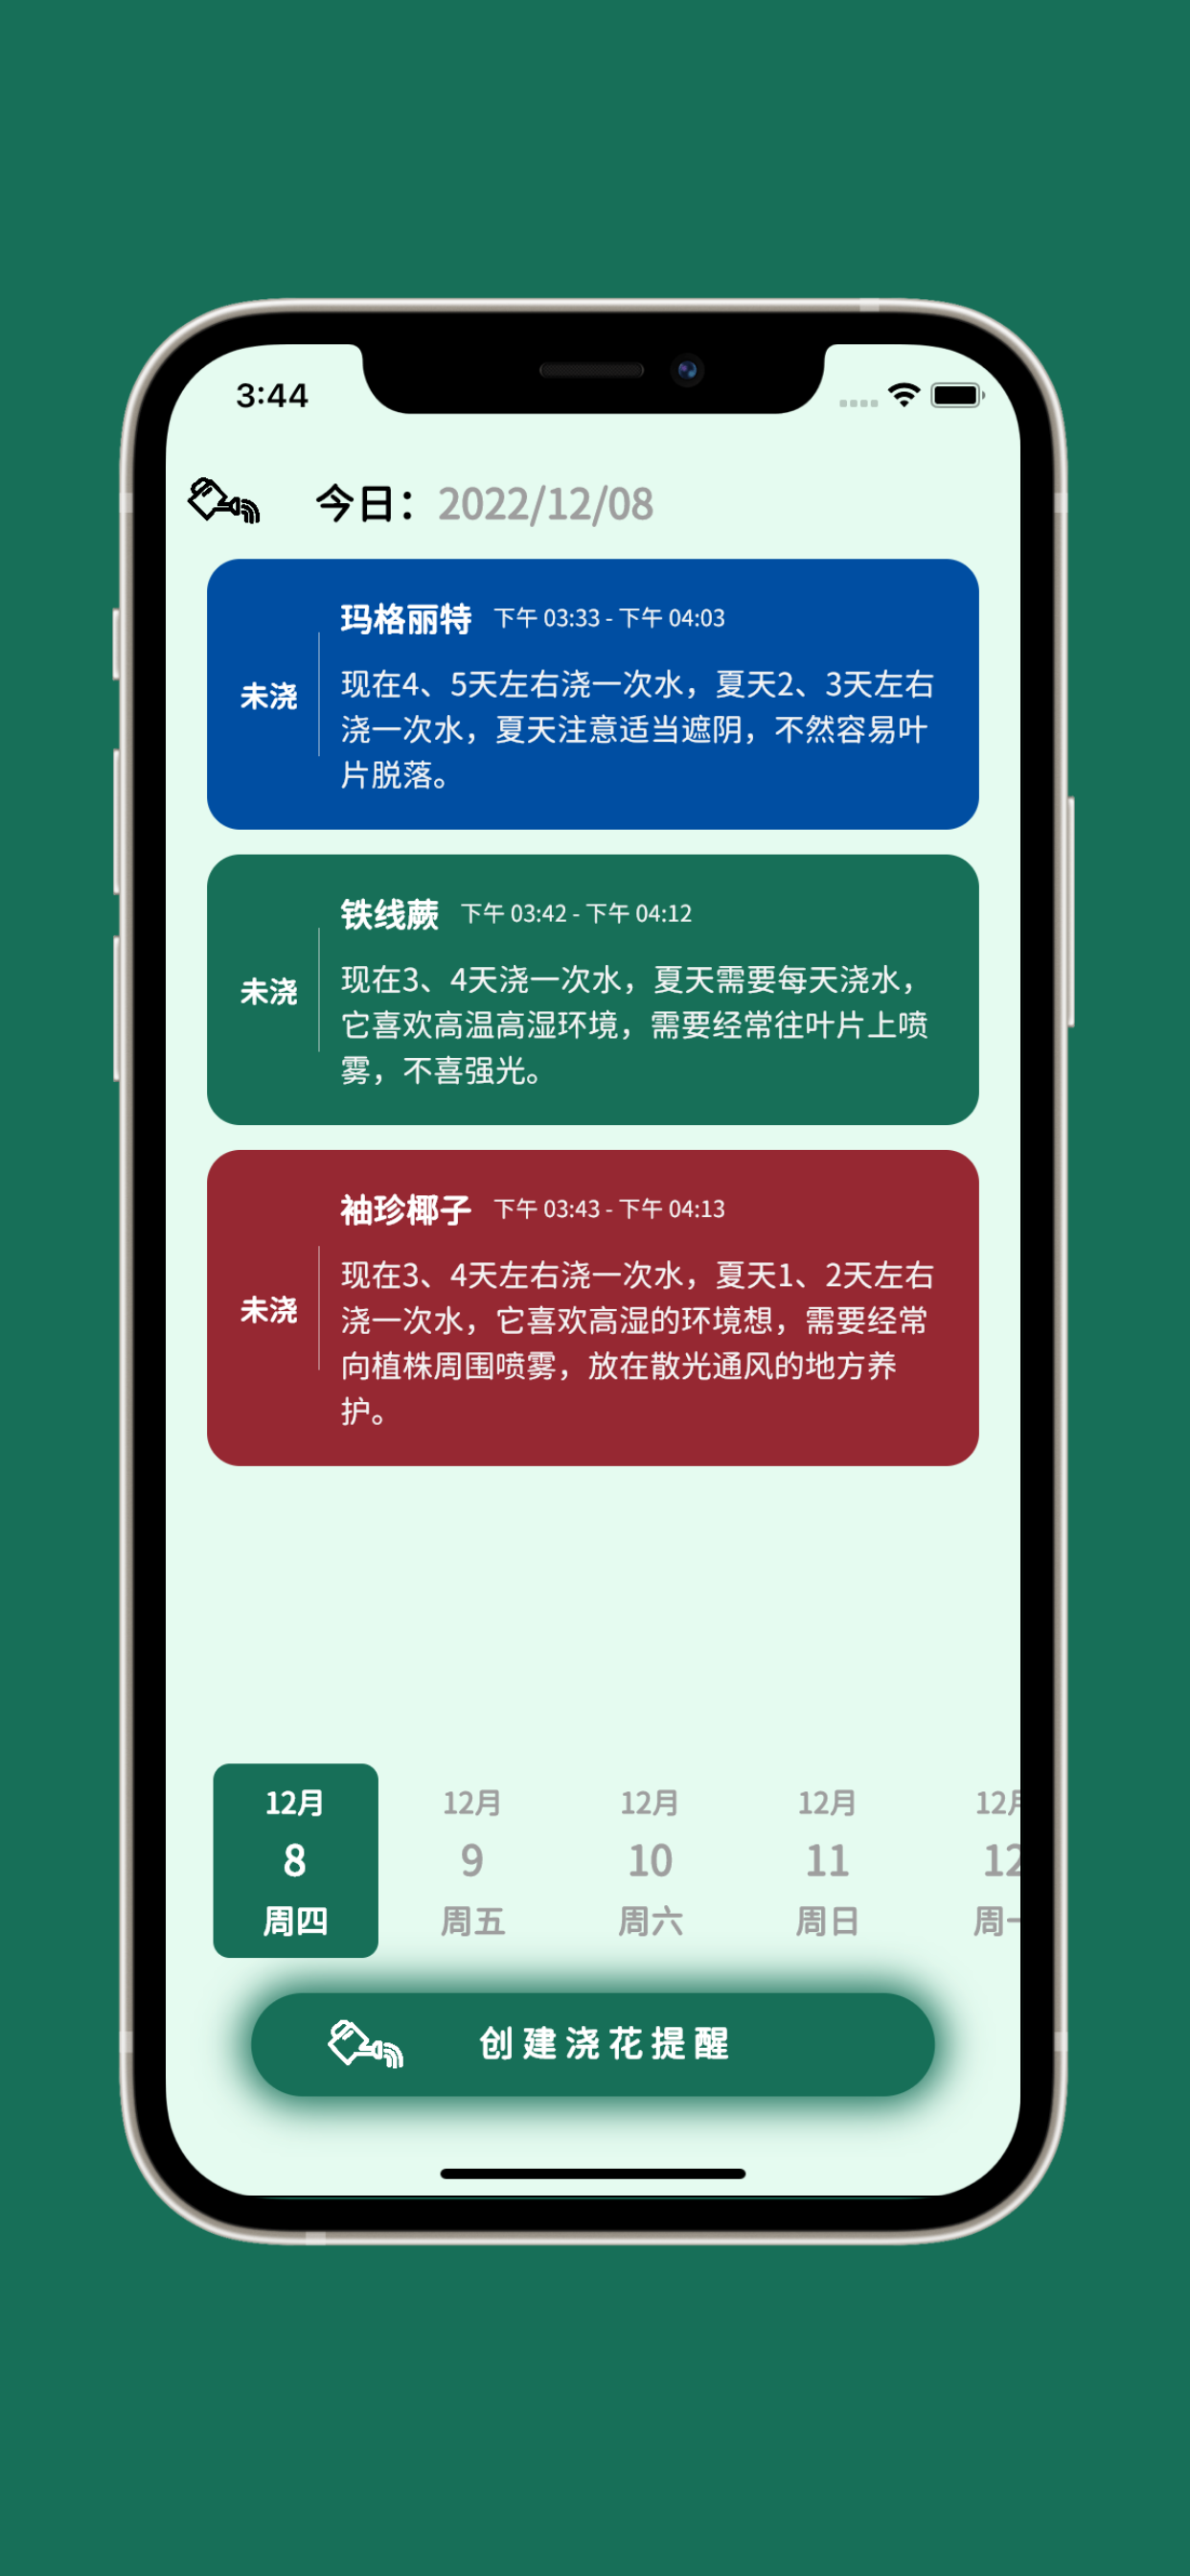 3:44
今日：2022/12/08
玛格丽特 下午 03:33 - 下午 04:03
未浇
现在4、5天左右浇一次水，夏天2、3天左右
浇一次水，夏天注意适当遮阴，不然容易叶
片脱落。
铁线蕨 下午 03:42 - 下午 04:12
未浇
现在3、4天浇一次水，夏天需要每天浇水，
它喜欢高温高湿环境，需要经常往叶片上喷
雾，不喜强光。
袖珍椰子 下午 03:43 - 下午 04:13
未浇
现在3、4天左右浇一次水，夏天1、2天左右
浇一次水，它喜欢高湿的环境想，需要经常
向植株周围喷雾，放在散光通风的地方养
护。
12月 12月 12月 12月 12月
8 9 10 11 12
周四 周五 周六 周日 周一
创建浇花提醒